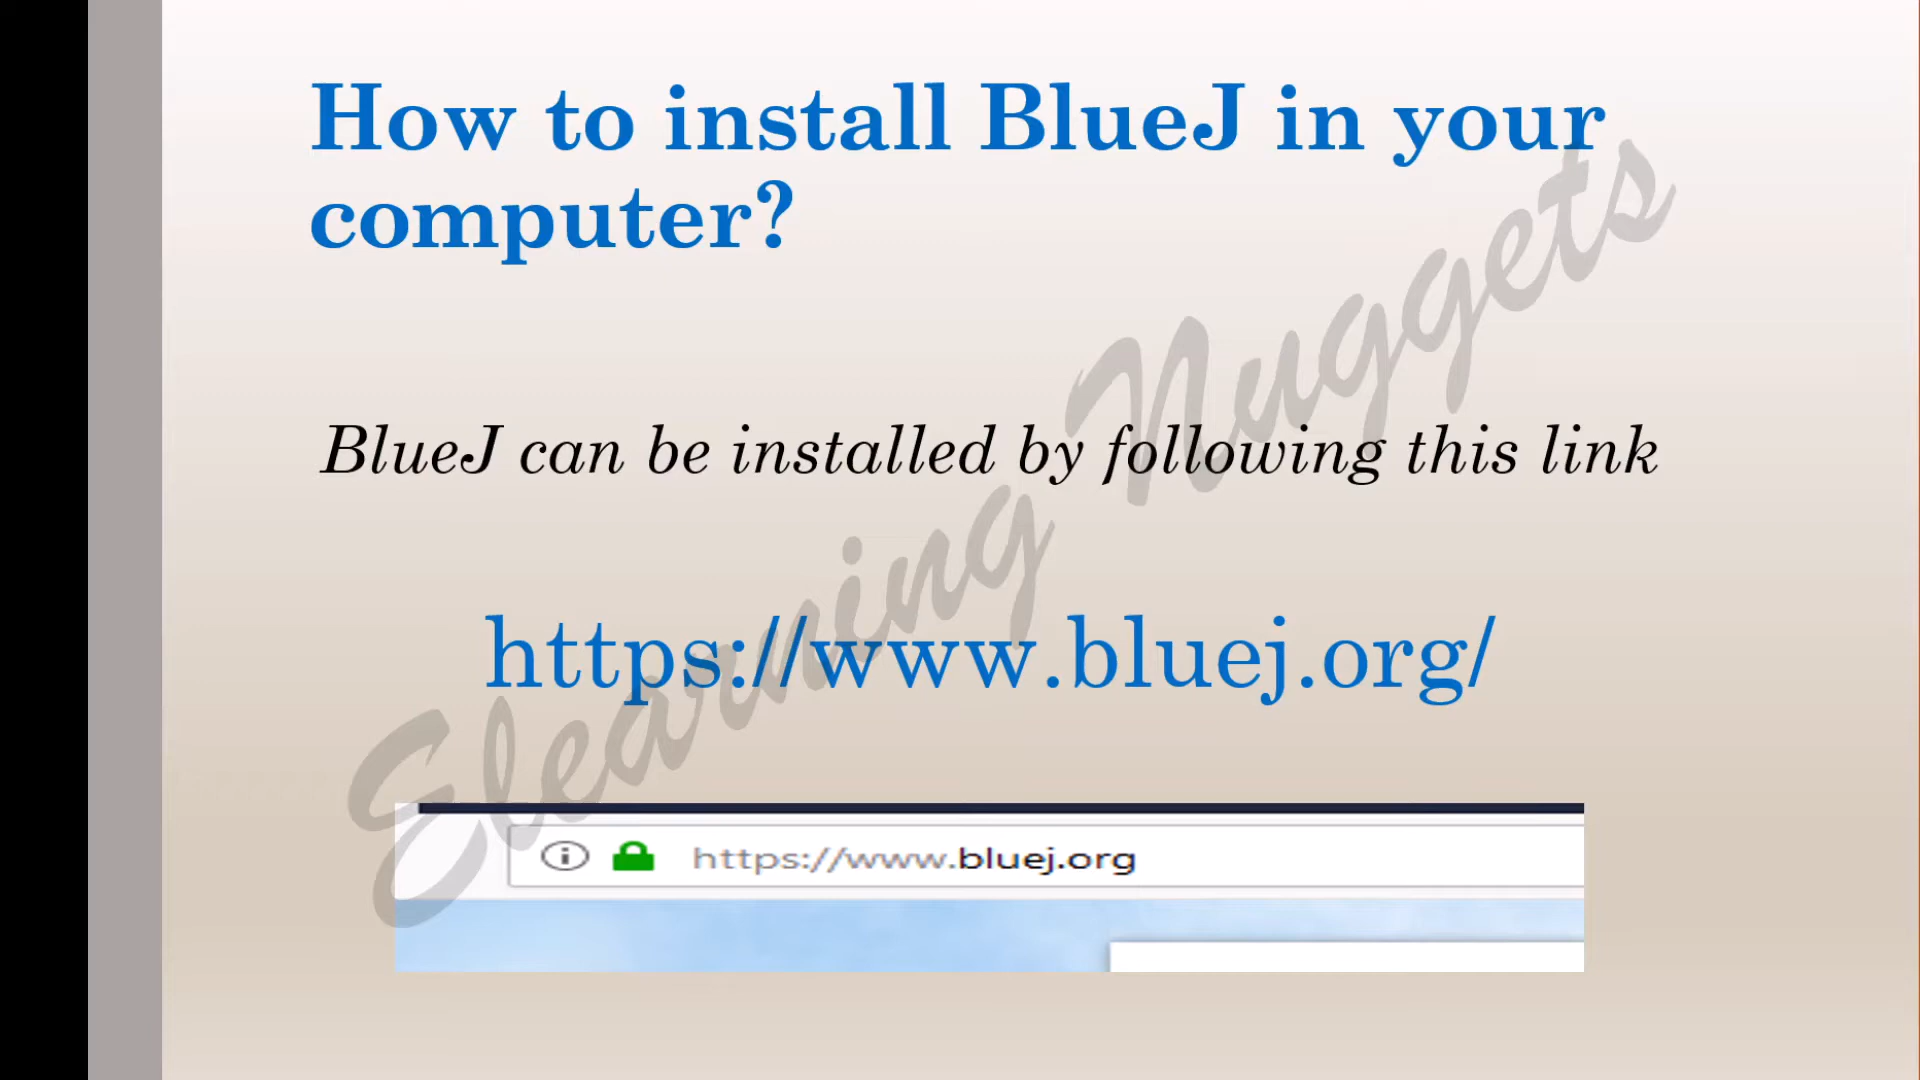 How to install BlueJ in your
computer?
BlueJ can be installed by following this link
https://www.bluej.org/
https://www.bluej.org
Elearning Nuggets